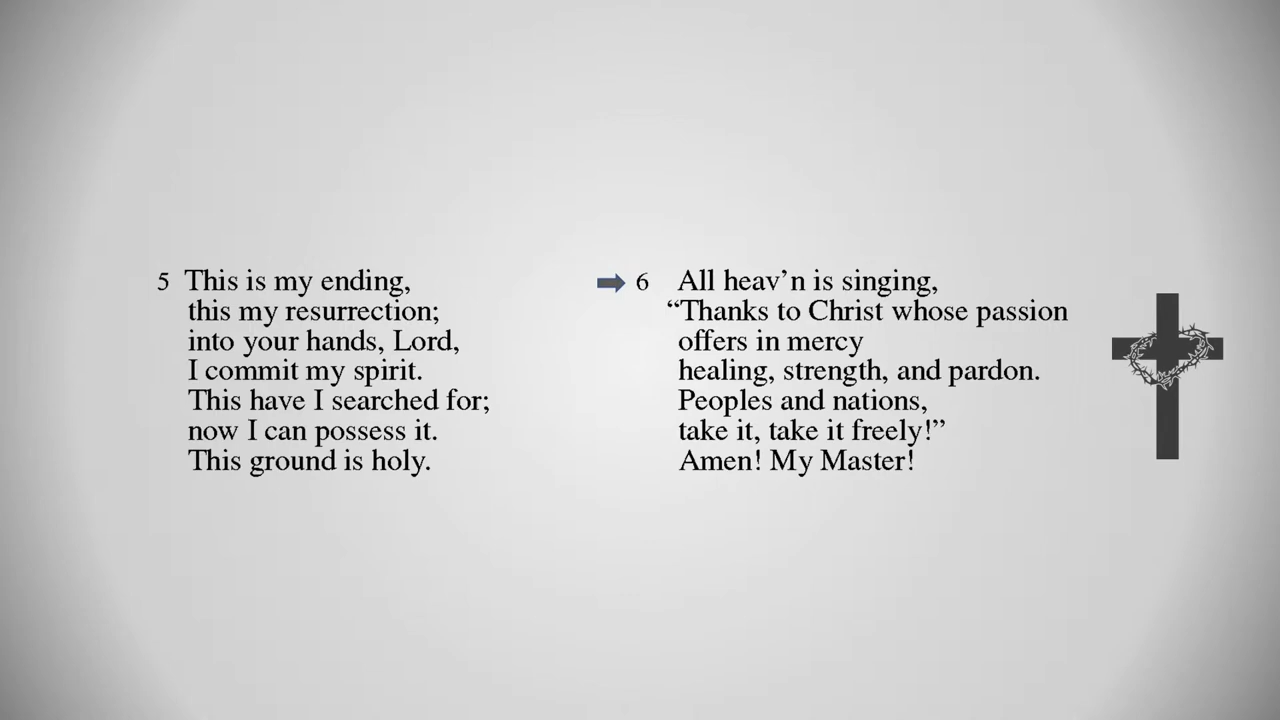 5 This is my ending,
this my resurrection;
into your hands, Lord,
I commit my spirit.
This have I searched for;
now I can possess it.
This ground is holy.
6 All heav’n is singing,
“Thanks to Christ whose passion
offers in mercy
healing, strength, and pardon.
Peoples and nations,
take it, take it freely!”
Amen! My Master!